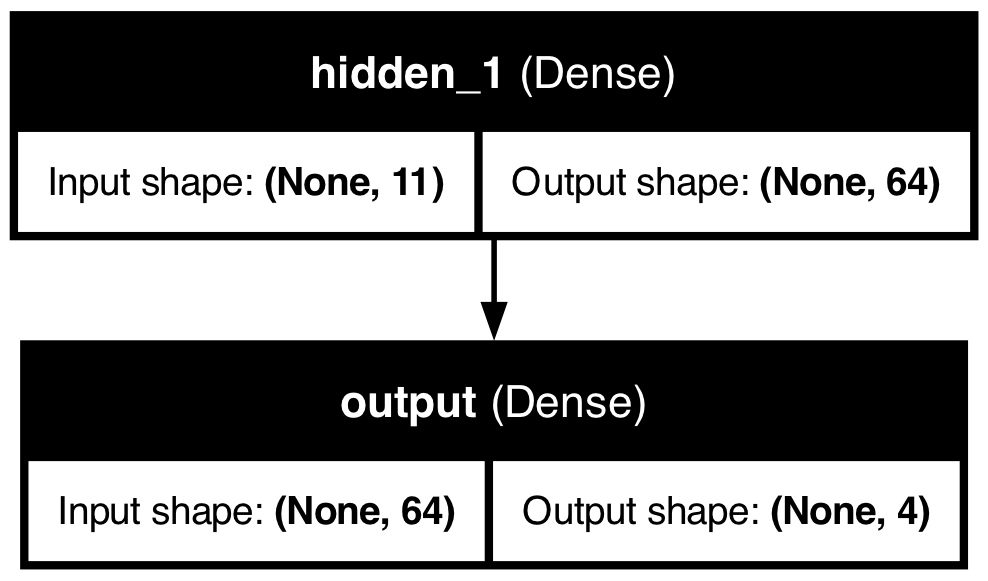 hidden_1 (Dense)
Input shape: (None, 11)
Output shape: (None, 64)
output (Dense)
Input shape: (None, 64)
Output shape: (None, 4)